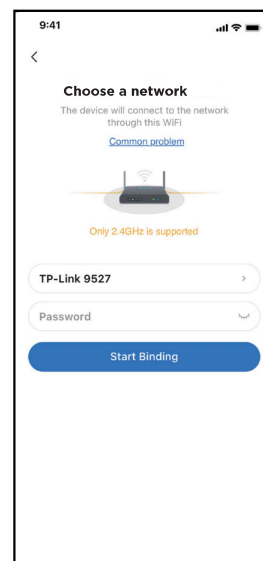 9:41
Choose a network
The device will connect to the network
through this WiFi
Common problem
Only 2.4GHz is supported
TP-Link 9527
Password
Start Binding